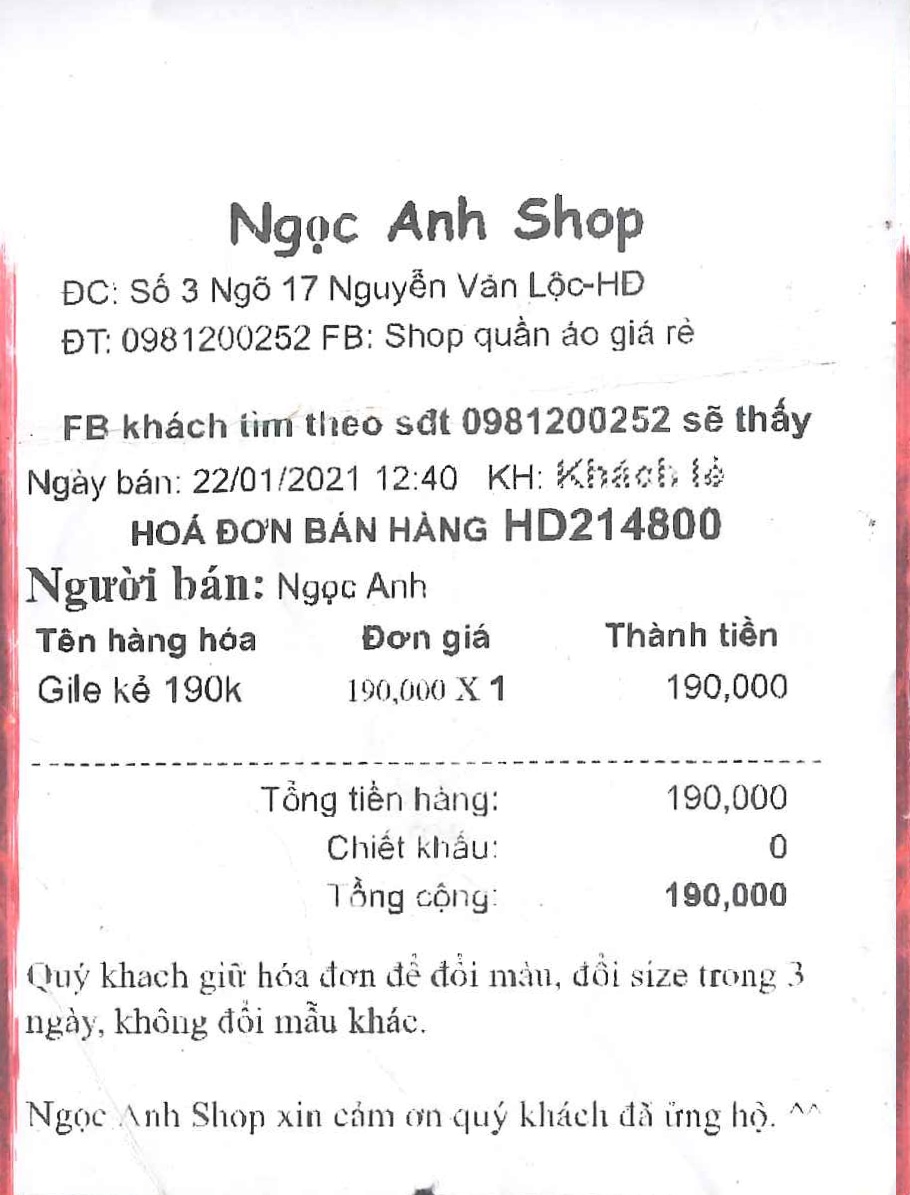 Ngọc Anh Shop
ĐC: Số 3 Ngõ 17 Nguyễn Văn Lộc-HĐ
ĐT: 0981200252 FB: Shop quần áo giá rẻ
FB khách tìm theo sđt 0981200252 sẽ thấy
Ngày bán: 22/01/2021 12:40 KH: Khách lẻ
HOÁ ĐƠN BÁN HÀNG HD214800
Người bán: Ngọc Anh
Tên hàng hóa Đơn giá Thành tiền
Gile kẻ 190k 190,000 X 1 190,000
Tổng tiền hàng: 190,000
Chiết khấu: 0
Tổng cộng: 190,000
Quý khach giữ hóa đơn để đổi màu, đổi size trong 3
ngày, không đổi mẫu khác.
Ngọc Anh Shop xin cảm ơn quý khách đã ủng hộ. ^^